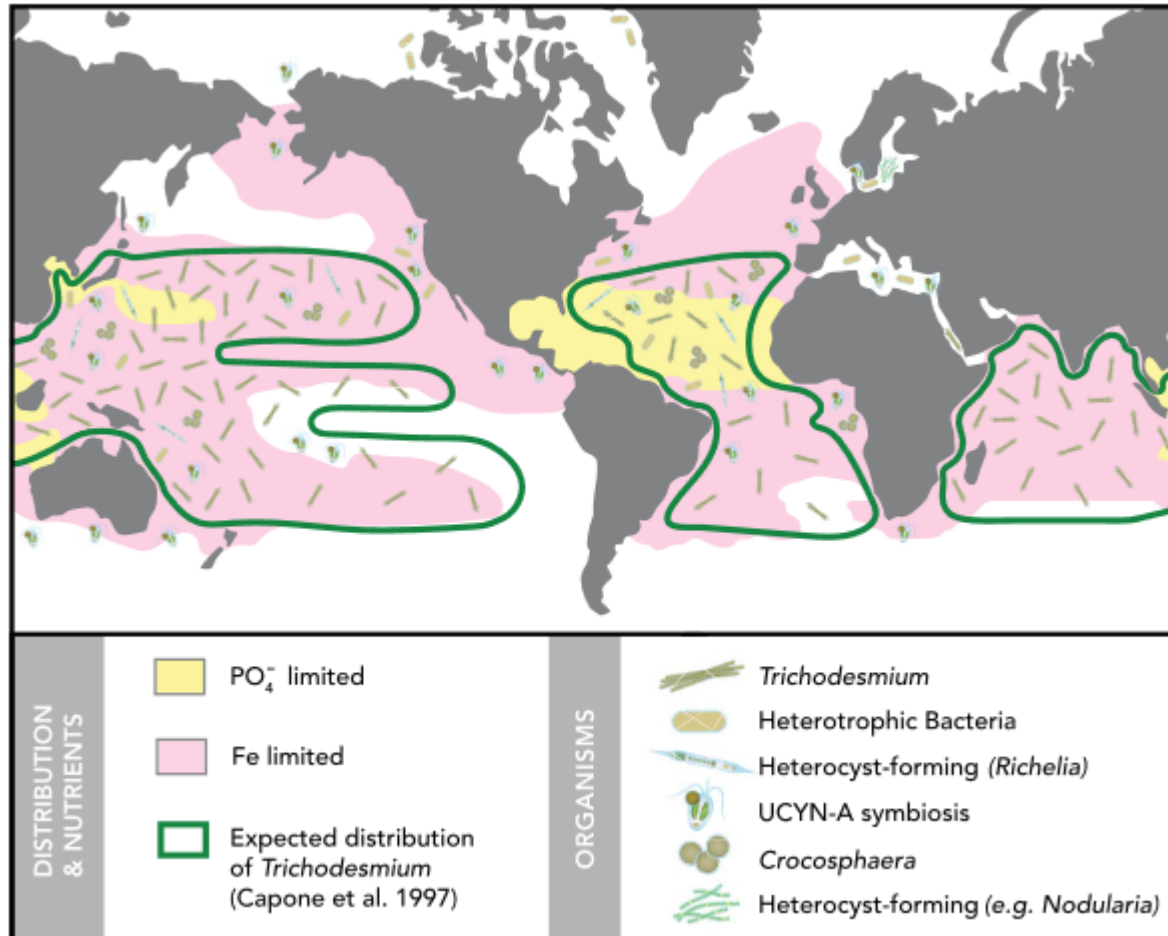 DISTRIBUTION
& NUTRIENTS
PO₄⁻ limited
Fe limited
Expected distribution
of Trichodesmium
(Capone et al. 1997)
ORGANISMS
Trichodesmium
Heterotrophic Bacteria
Heterocyst-forming (Richelia)
UCYN-A symbiosis
Crocosphaera
Heterocyst-forming (e.g. Nodularia)